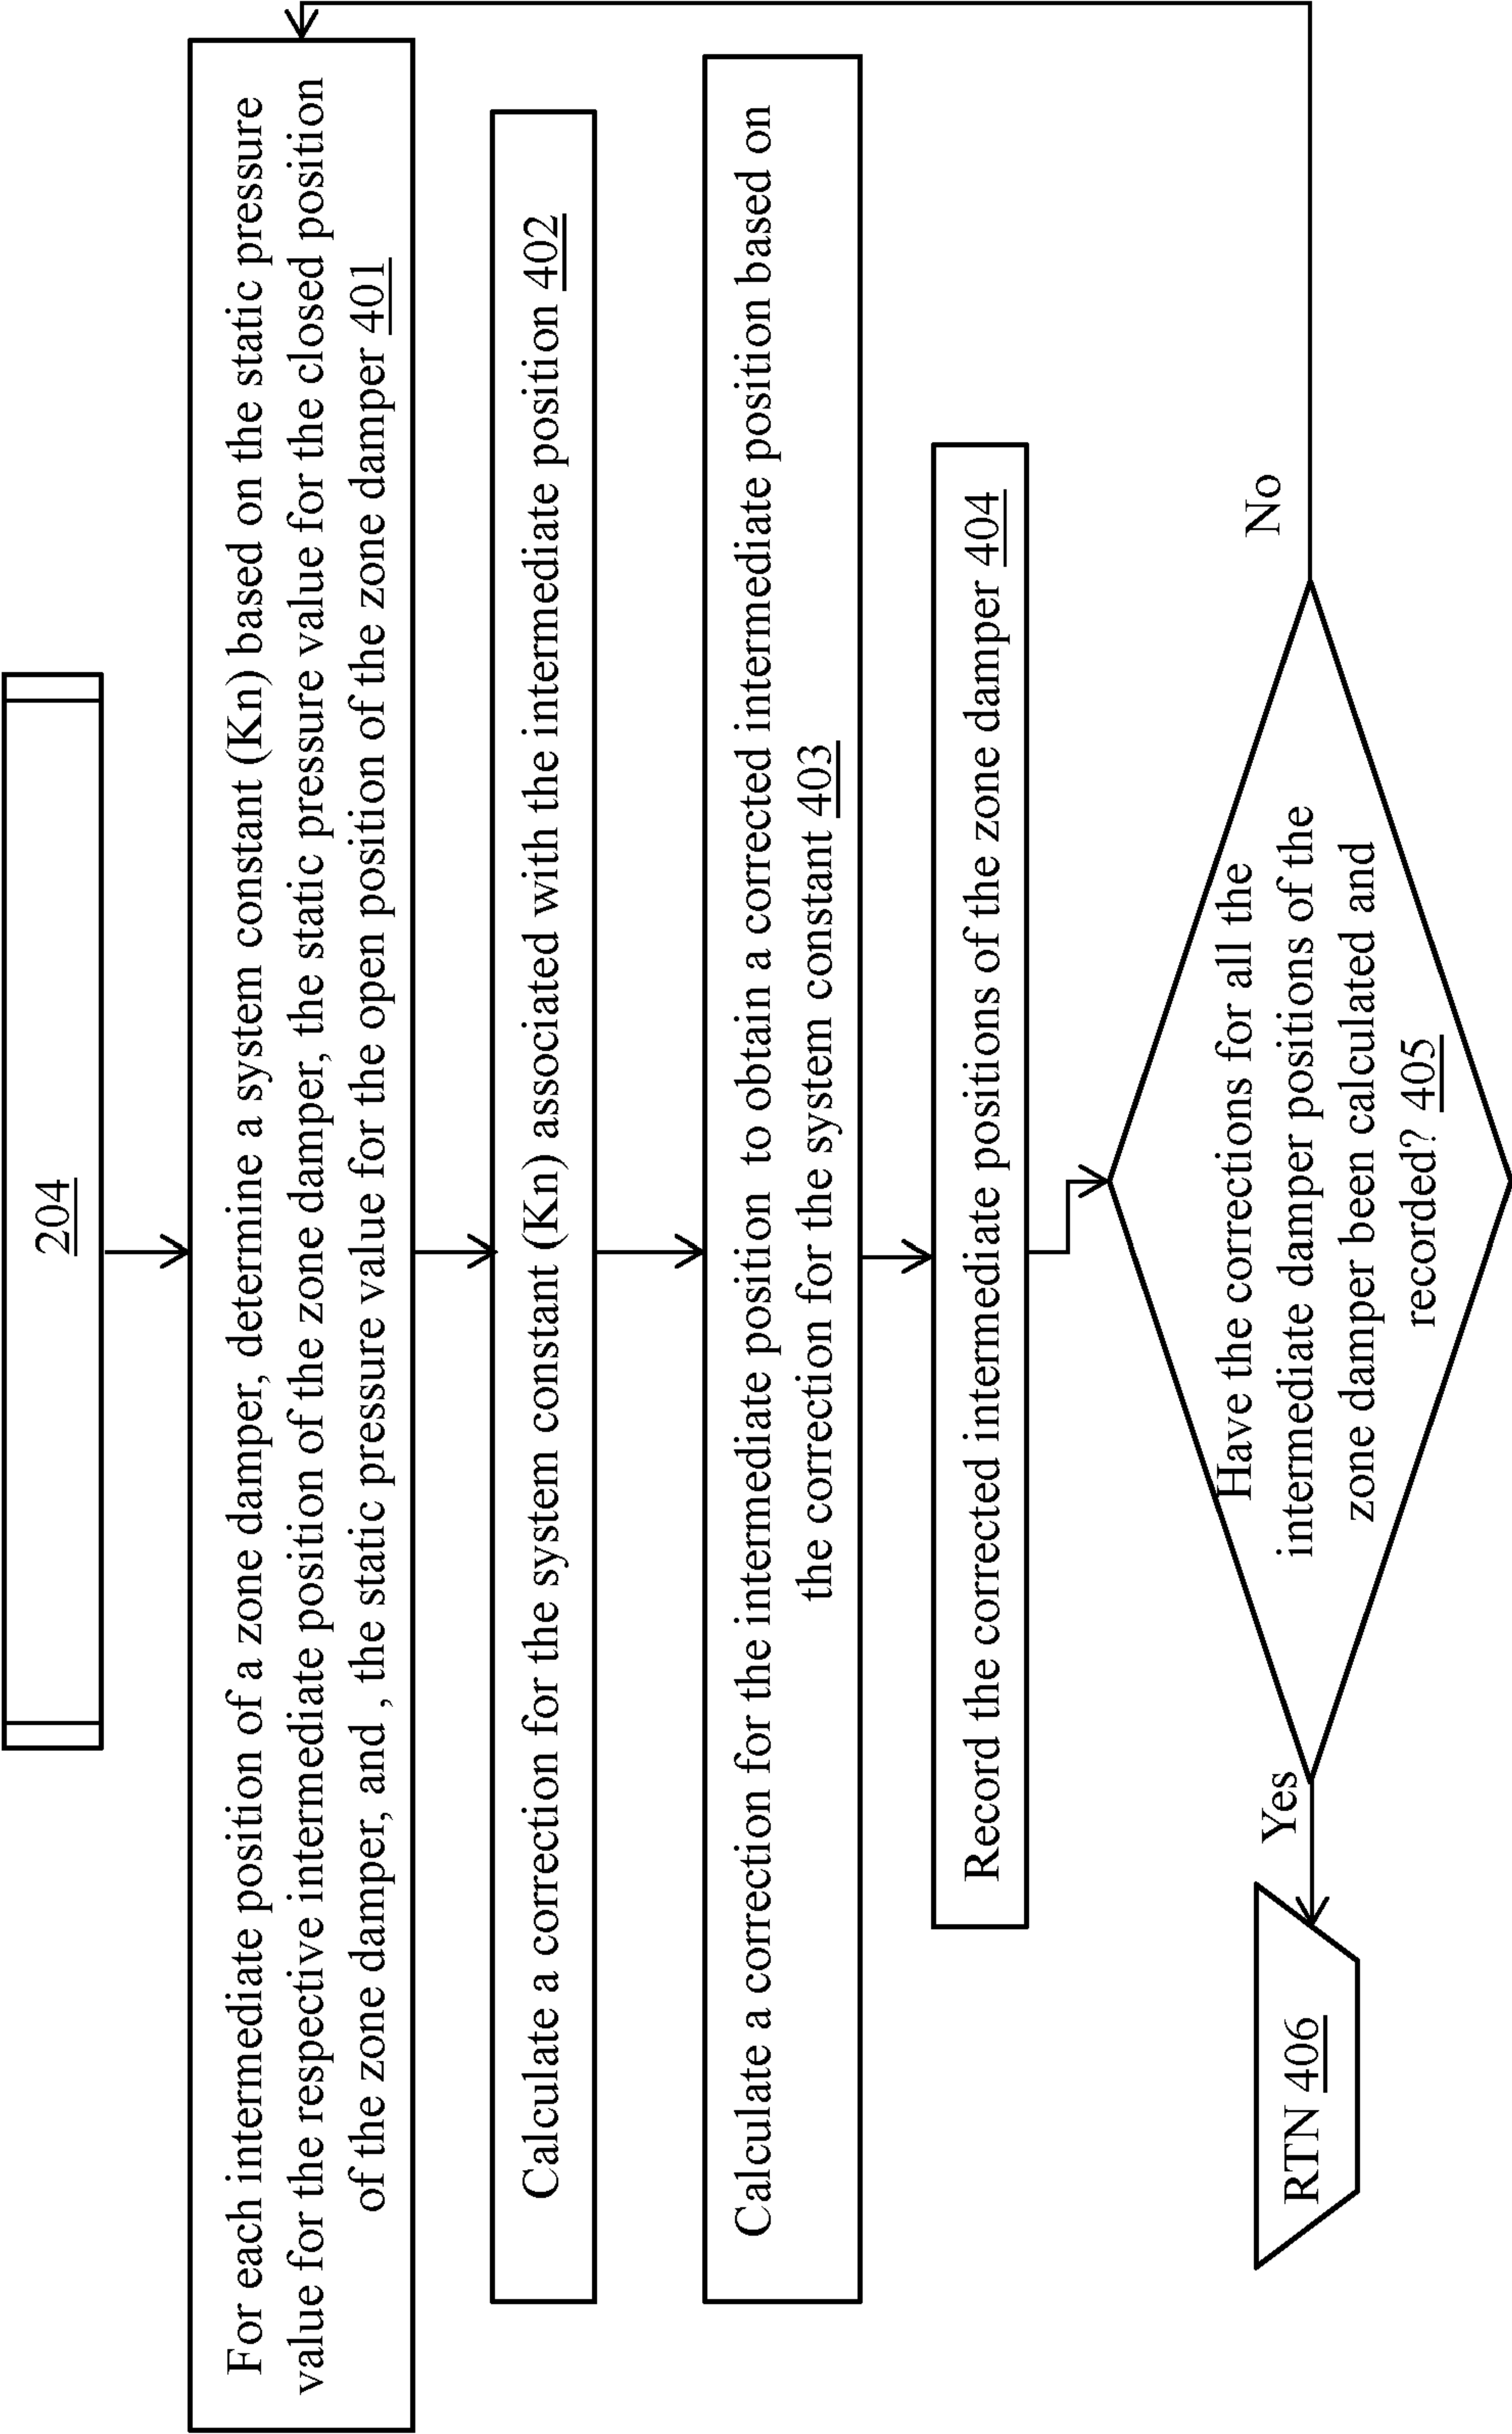 204
For each intermediate position of a zone damper, determine a system constant (Kn) based on the static pressure
value for the respective intermediate position of the zone damper, the static pressure value for the closed position
of the zone damper, and , the static pressure value for the open position of the zone damper 401
Calculate a correction for the system constant (Kn) associated with the intermediate position 402
Calculate a correction for the intermediate position to obtain a corrected intermediate position based on
the correction for the system constant 403
Record the corrected intermediate positions of the zone damper 404
Have the corrections for all the
intermediate damper positions of the
zone damper been calculated and
recorded? 405
Yes
No
RTN 406